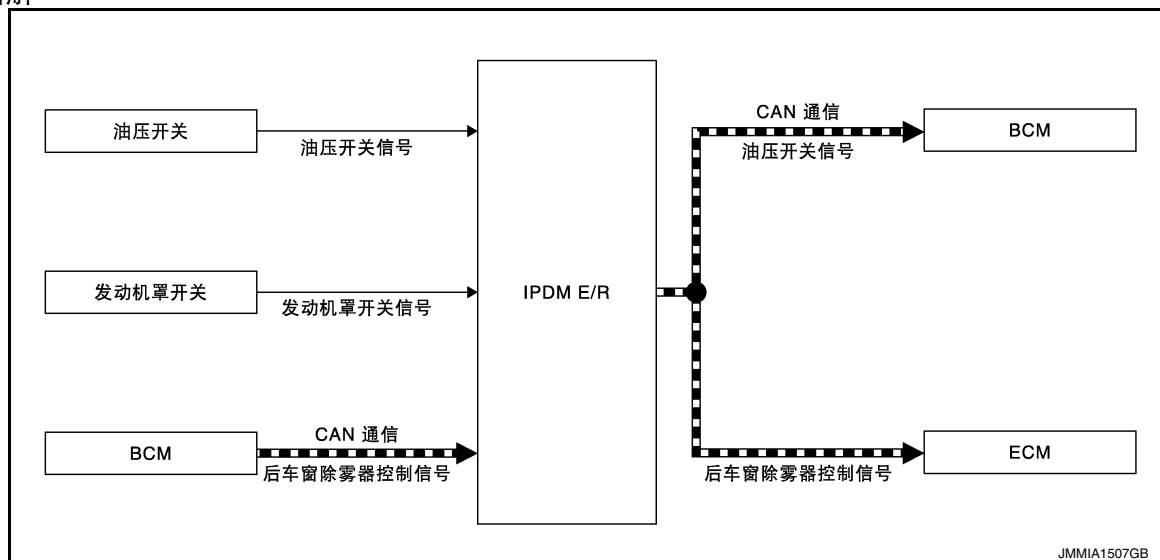 油压开关
油压开关信号
发动机罩开关
发动机罩开关信号
BCM
CAN 通信
后车窗除雾器控制信号
IPDM E/R
CAN 通信
油压开关信号
BCM
后车窗除雾器控制信号
ECM
JMMIA1507GB